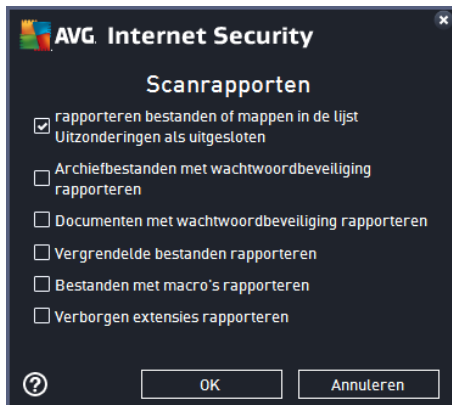 AVG. Internet Security
Scanrapporten
rapporteren bestanden of mappen in de lijst
Uitzonderingen als uitgesloten
Archiefbestanden met wachtwoordbeveiliging
rapporteren
Documenten met wachtwoordbeveiliging rapporteren
Vergrendelde bestanden rapporteren
Bestanden met macro's rapporteren
Verborgen extensies rapporteren
? OK Annuleren